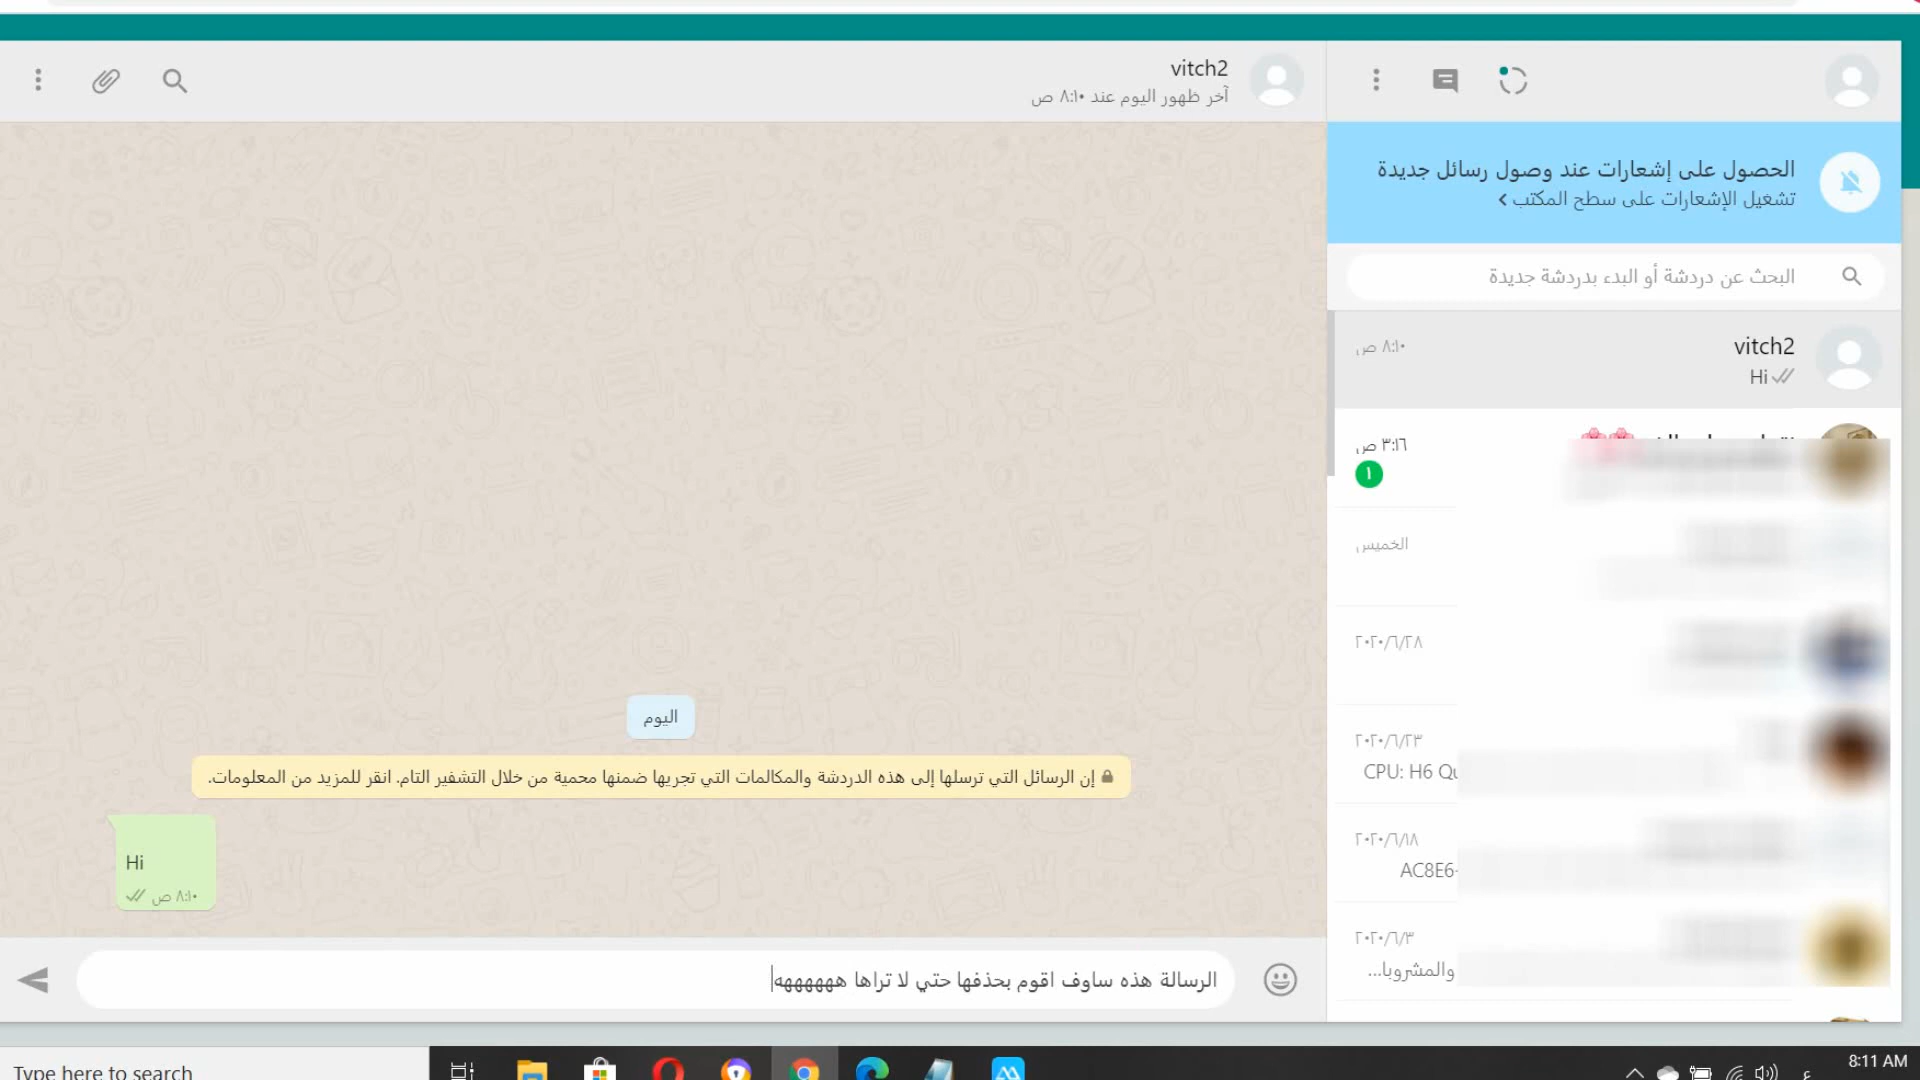 vitch2
آخر ظهور اليوم عند ٨:١٠ ص
الحصول على إشعارات عند وصول رسائل جديدة
تشغيل الإشعارات على سطح المكتب
البحث عن دردشة أو البدء بدردشة جديدة
vitch2
٨:١٠ ص
Hi
٣:١٦ ص
١
الخميس
٢٠٢٠/٦/٢٨
٢٠٢٠/٦/٢٣
CPU: H6
٢٠٢٠/٦/١٨
AC8E6-
٢٠٢٠/٦/٣
والمشروبا...
اليوم
إن الرسائل التي ترسلها إلى هذه الدردشة والمكالمات التي تجريها ضمنها محمية من خلال التشفير التام. انقر للمزيد من المعلومات.
Hi
٨:١٠ ص
الرسالة هذه ساوف اقوم بحذفها حتي لا تراها ههههههه
Type here to search
ع
8:11 AM